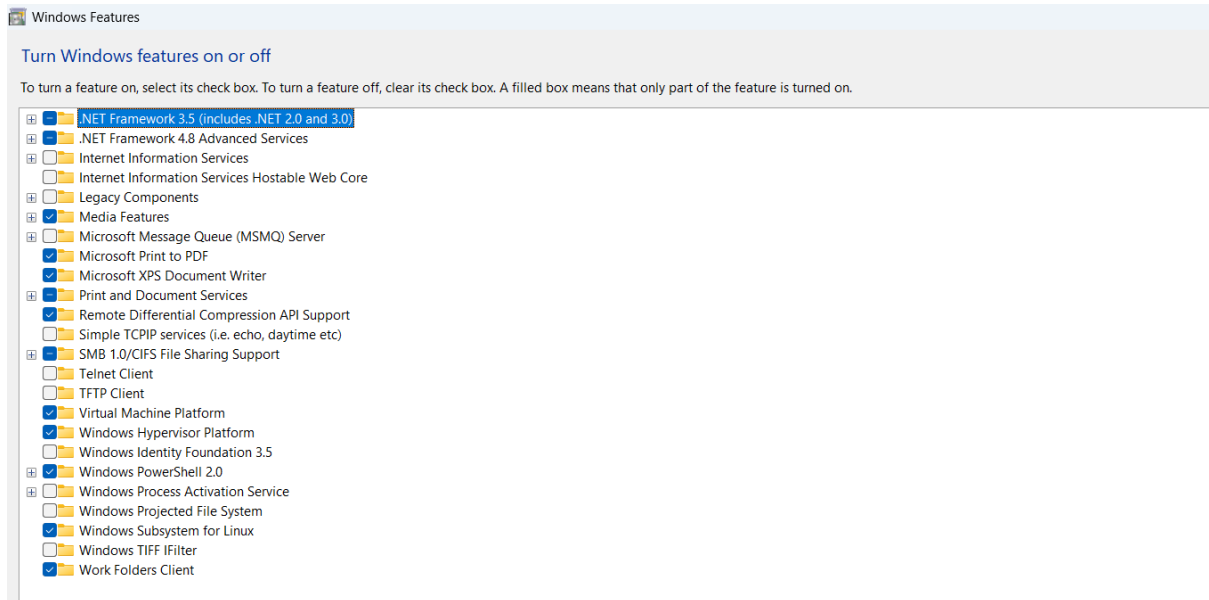 Windows Features
Turn Windows features on or off
To turn a feature on, select its check box. To turn a feature off, clear its check box. A filled box means that only part of the feature is turned on.
.NET Framework 3.5 (includes .NET 2.0 and 3.0)
.NET Framework 4.8 Advanced Services
Internet Information Services
Internet Information Services Hostable Web Core
Legacy Components
Media Features
Microsoft Message Queue (MSMQ) Server
Microsoft Print to PDF
Microsoft XPS Document Writer
Print and Document Services
Remote Differential Compression API Support
Simple TCPIP services (i.e. echo, daytime etc)
SMB 1.0/CIFS File Sharing Support
Telnet Client
TFTP Client
Virtual Machine Platform
Windows Hypervisor Platform
Windows Identity Foundation 3.5
Windows PowerShell 2.0
Windows Process Activation Service
Windows Projected File System
Windows Subsystem for Linux
Windows TIFF IFilter
Work Folders Client